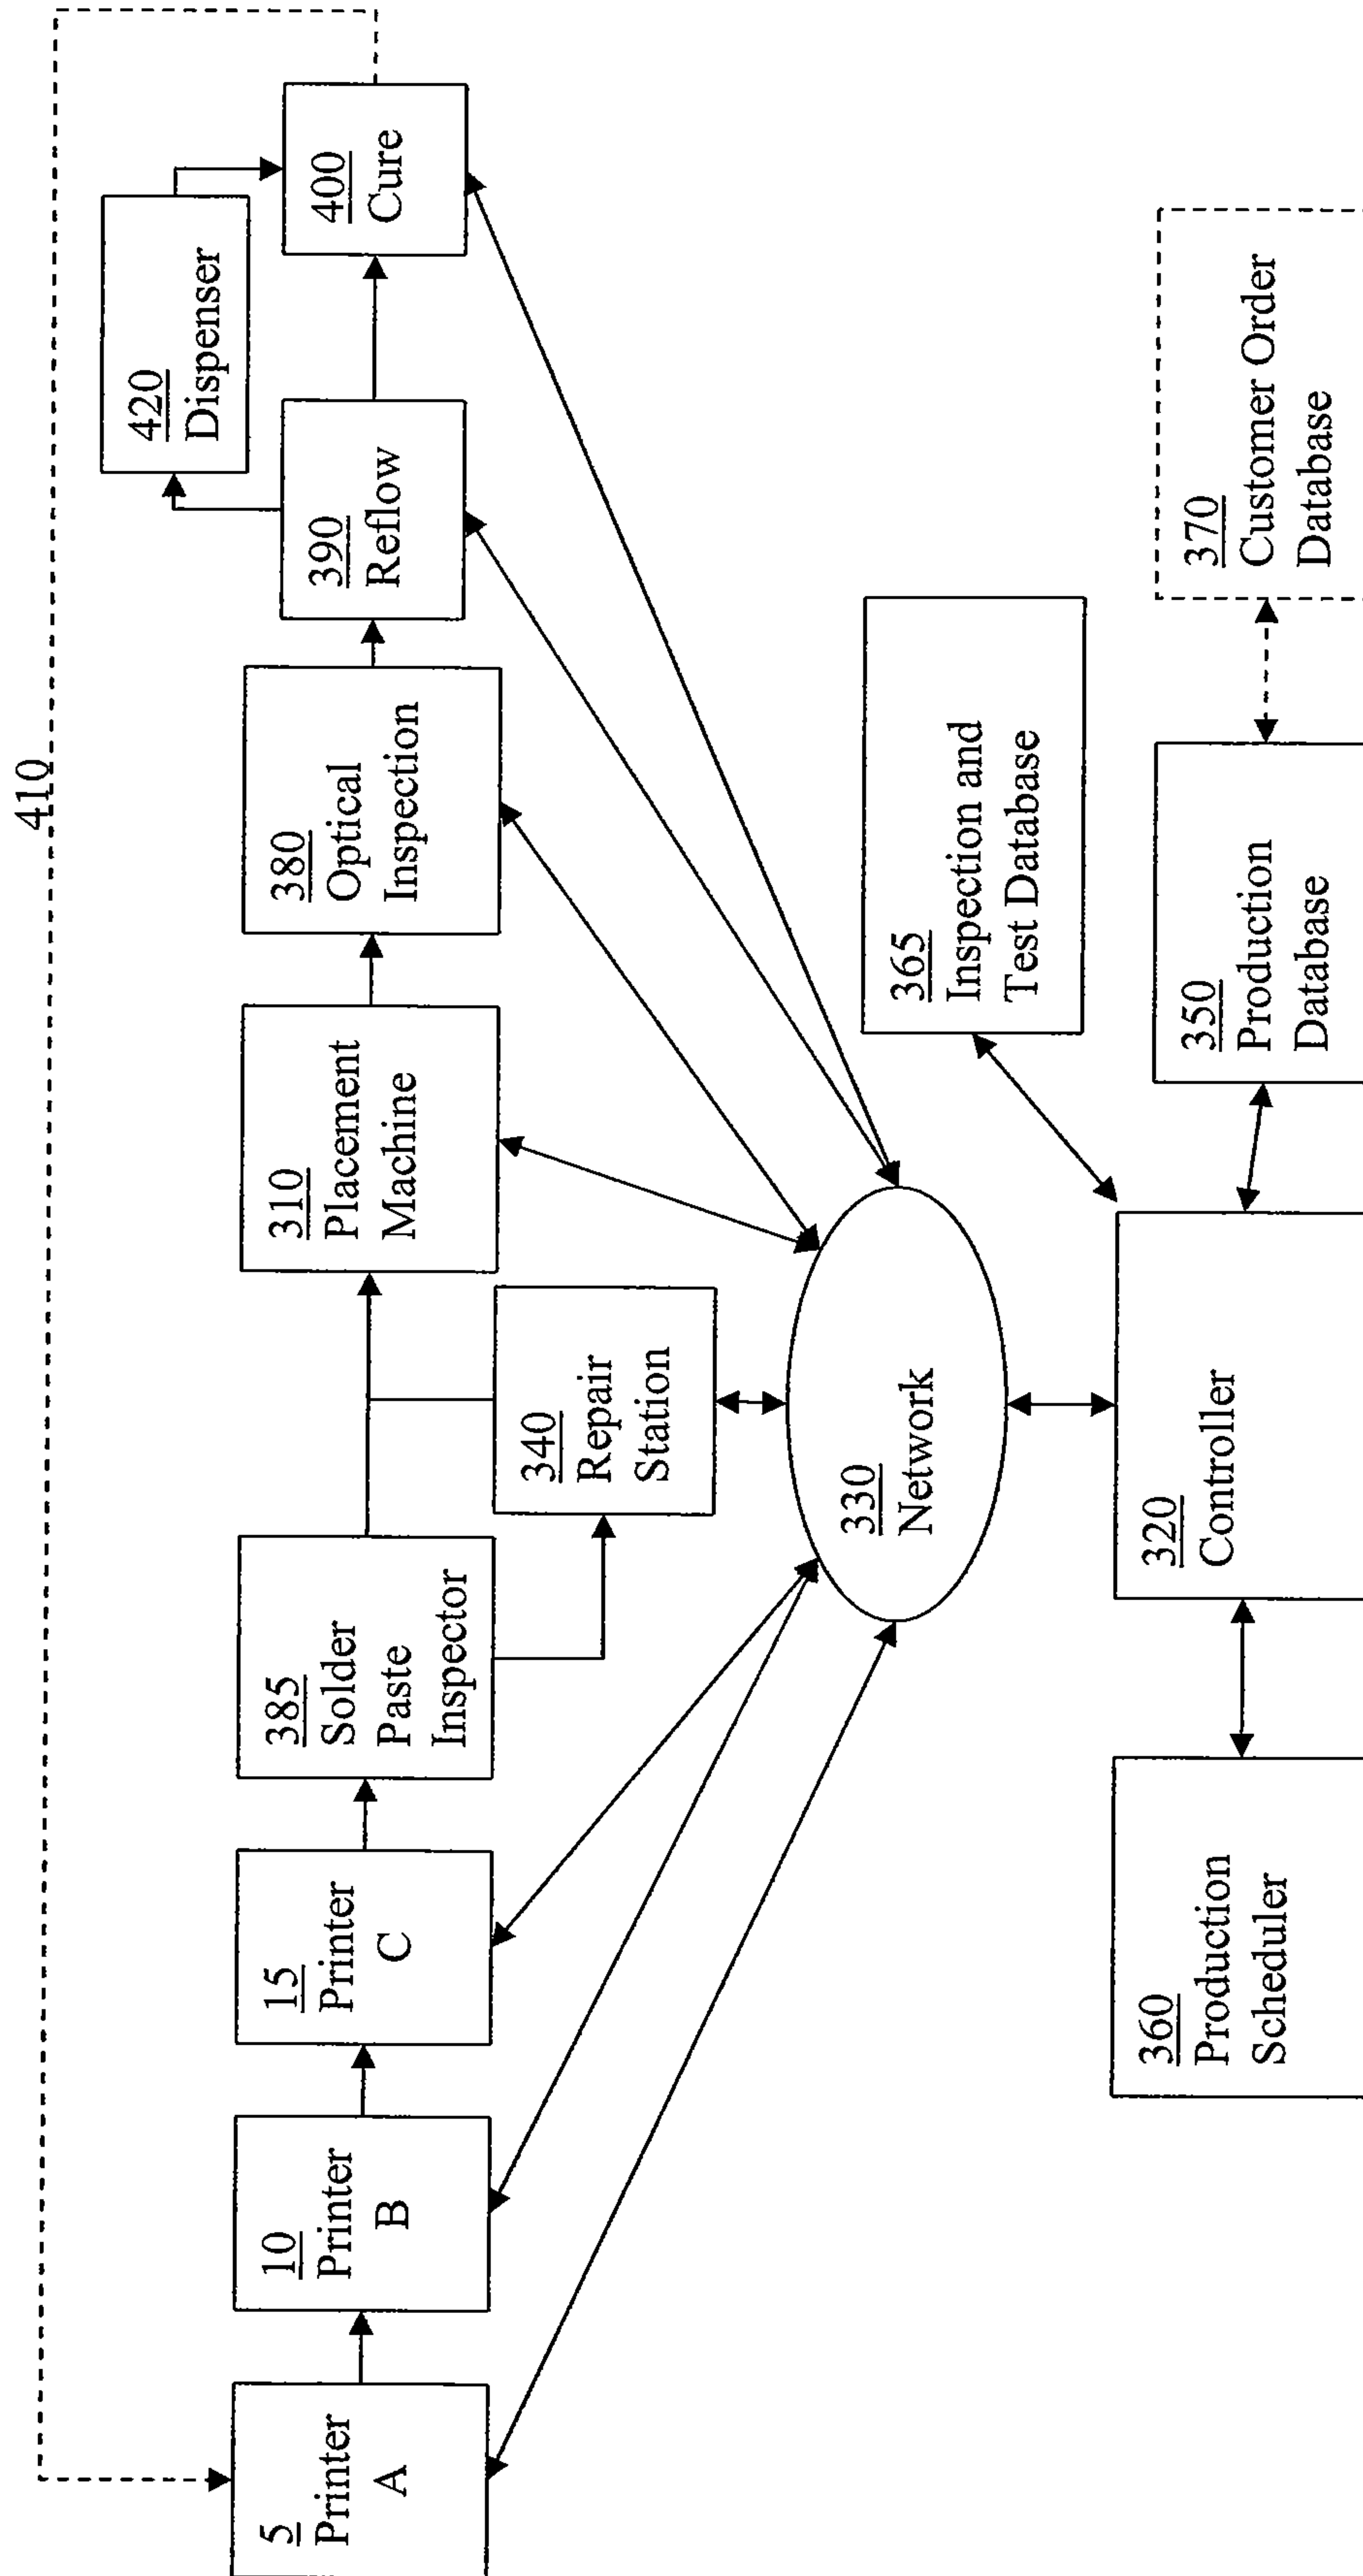 410
5
Printer
A
10
Printer
B
15
Printer
C
385
Solder
Paste
Inspector
340
Repair
Station
310
Placement
Machine
380
Optical
Inspection
390
Reflow
420
Dispenser
400
Cure
330
Network
365
Inspection and
Test Database
360
Production
Scheduler
320
Controller
350
Production
Database
370
Customer Order
Database